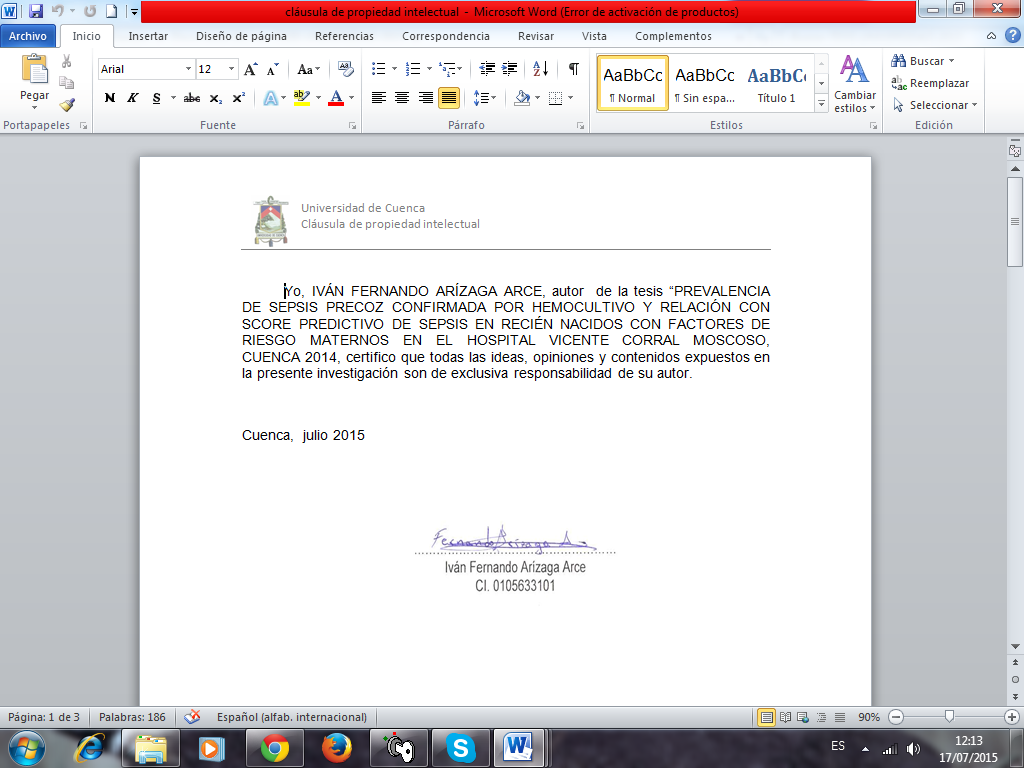 cláusula de propiedad intelectual - Microsoft Word (Error de activación de productos)
Archivo Inicio Insertar Diseño de página Referencias Correspondencia Revisar Vista Complementos
Pegar
Portapapeles
Arial 12
N K S abc x₂ x²
Fuente
Párrafo
AaBbCc AaBbCc AaBbC
¶ Normal ¶ Sin espa... Título 1
Cambiar estilos
Estilos
Buscar
Reemplazar
Seleccionar
Edición
Universidad de Cuenca
Cláusula de propiedad intelectual
Yo, IVÁN FERNANDO ARÍZAGA ARCE, autor de la tesis “PREVALENCIA
DE SEPSIS PRECOZ CONFIRMADA POR HEMOCULTIVO Y RELACIÓN CON
SCORE PREDICTIVO DE SEPSIS EN RECIÉN NACIDOS CON FACTORES DE
RIESGO MATERNOS EN EL HOSPITAL VICENTE CORRAL MOSCOSO,
CUENCA 2014, certifico que todas las ideas, opiniones y contenidos expuestos en
la presente investigación son de exclusiva responsabilidad de su autor.
Cuenca, julio 2015
Fernando Arízaga A.
Iván Fernando Arizaga Arce
CI. 0105633101
Página: 1 de 3 Palabras: 186 Español (alfab. internacional) 90%
ES 12:13
17/07/2015